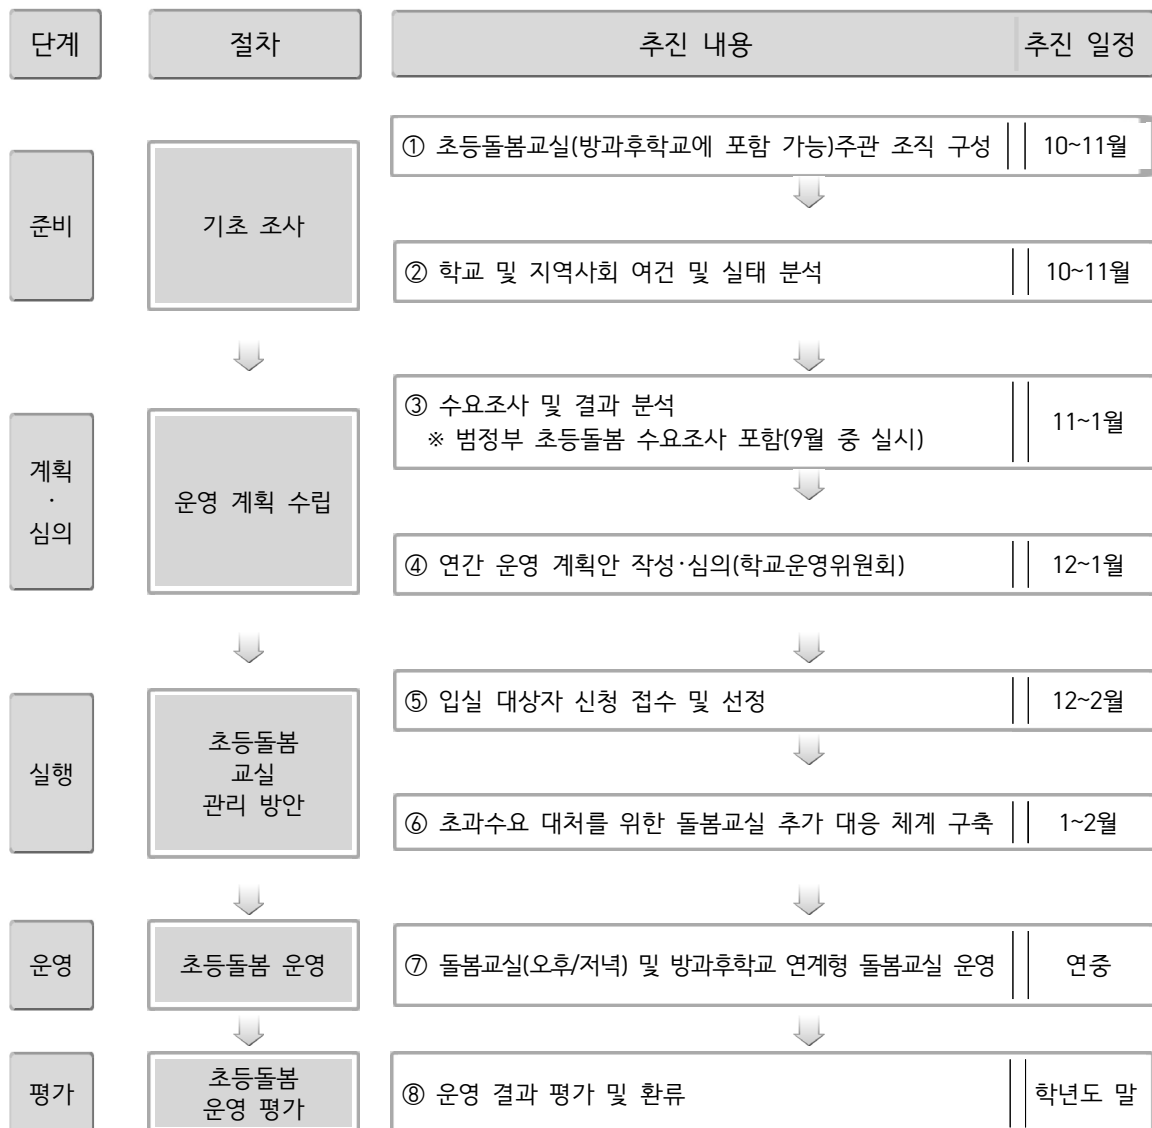 단계 절차 추진 내용 추진 일정
준비
기초 조사
① 초등돌봄교실(방과후학교에 포함 가능)주관 조직 구성 10~11월
② 학교 및 지역사회 여건 및 실태 분석 10~11월
계획
·
심의
운영 계획 수립
③ 수요조사 및 결과 분석 11~1월
※ 범정부 초등돌봄 수요조사 포함(9월 중 실시)
④ 연간 운영 계획안 작성·심의(학교운영위원회) 12~1월
실행
초등돌봄
교실
관리 방안
⑤ 입실 대상자 신청 접수 및 선정 12~2월
⑥ 초과수요 대처를 위한 돌봄교실 추가 대응 체계 구축 1~2월
운영
초등돌봄 운영
⑦ 돌봄교실(오후/저녁) 및 방과후학교 연계형 돌봄교실 운영 연중
평가
초등돌봄
운영 평가
⑧ 운영 결과 평가 및 환류 학년도 말